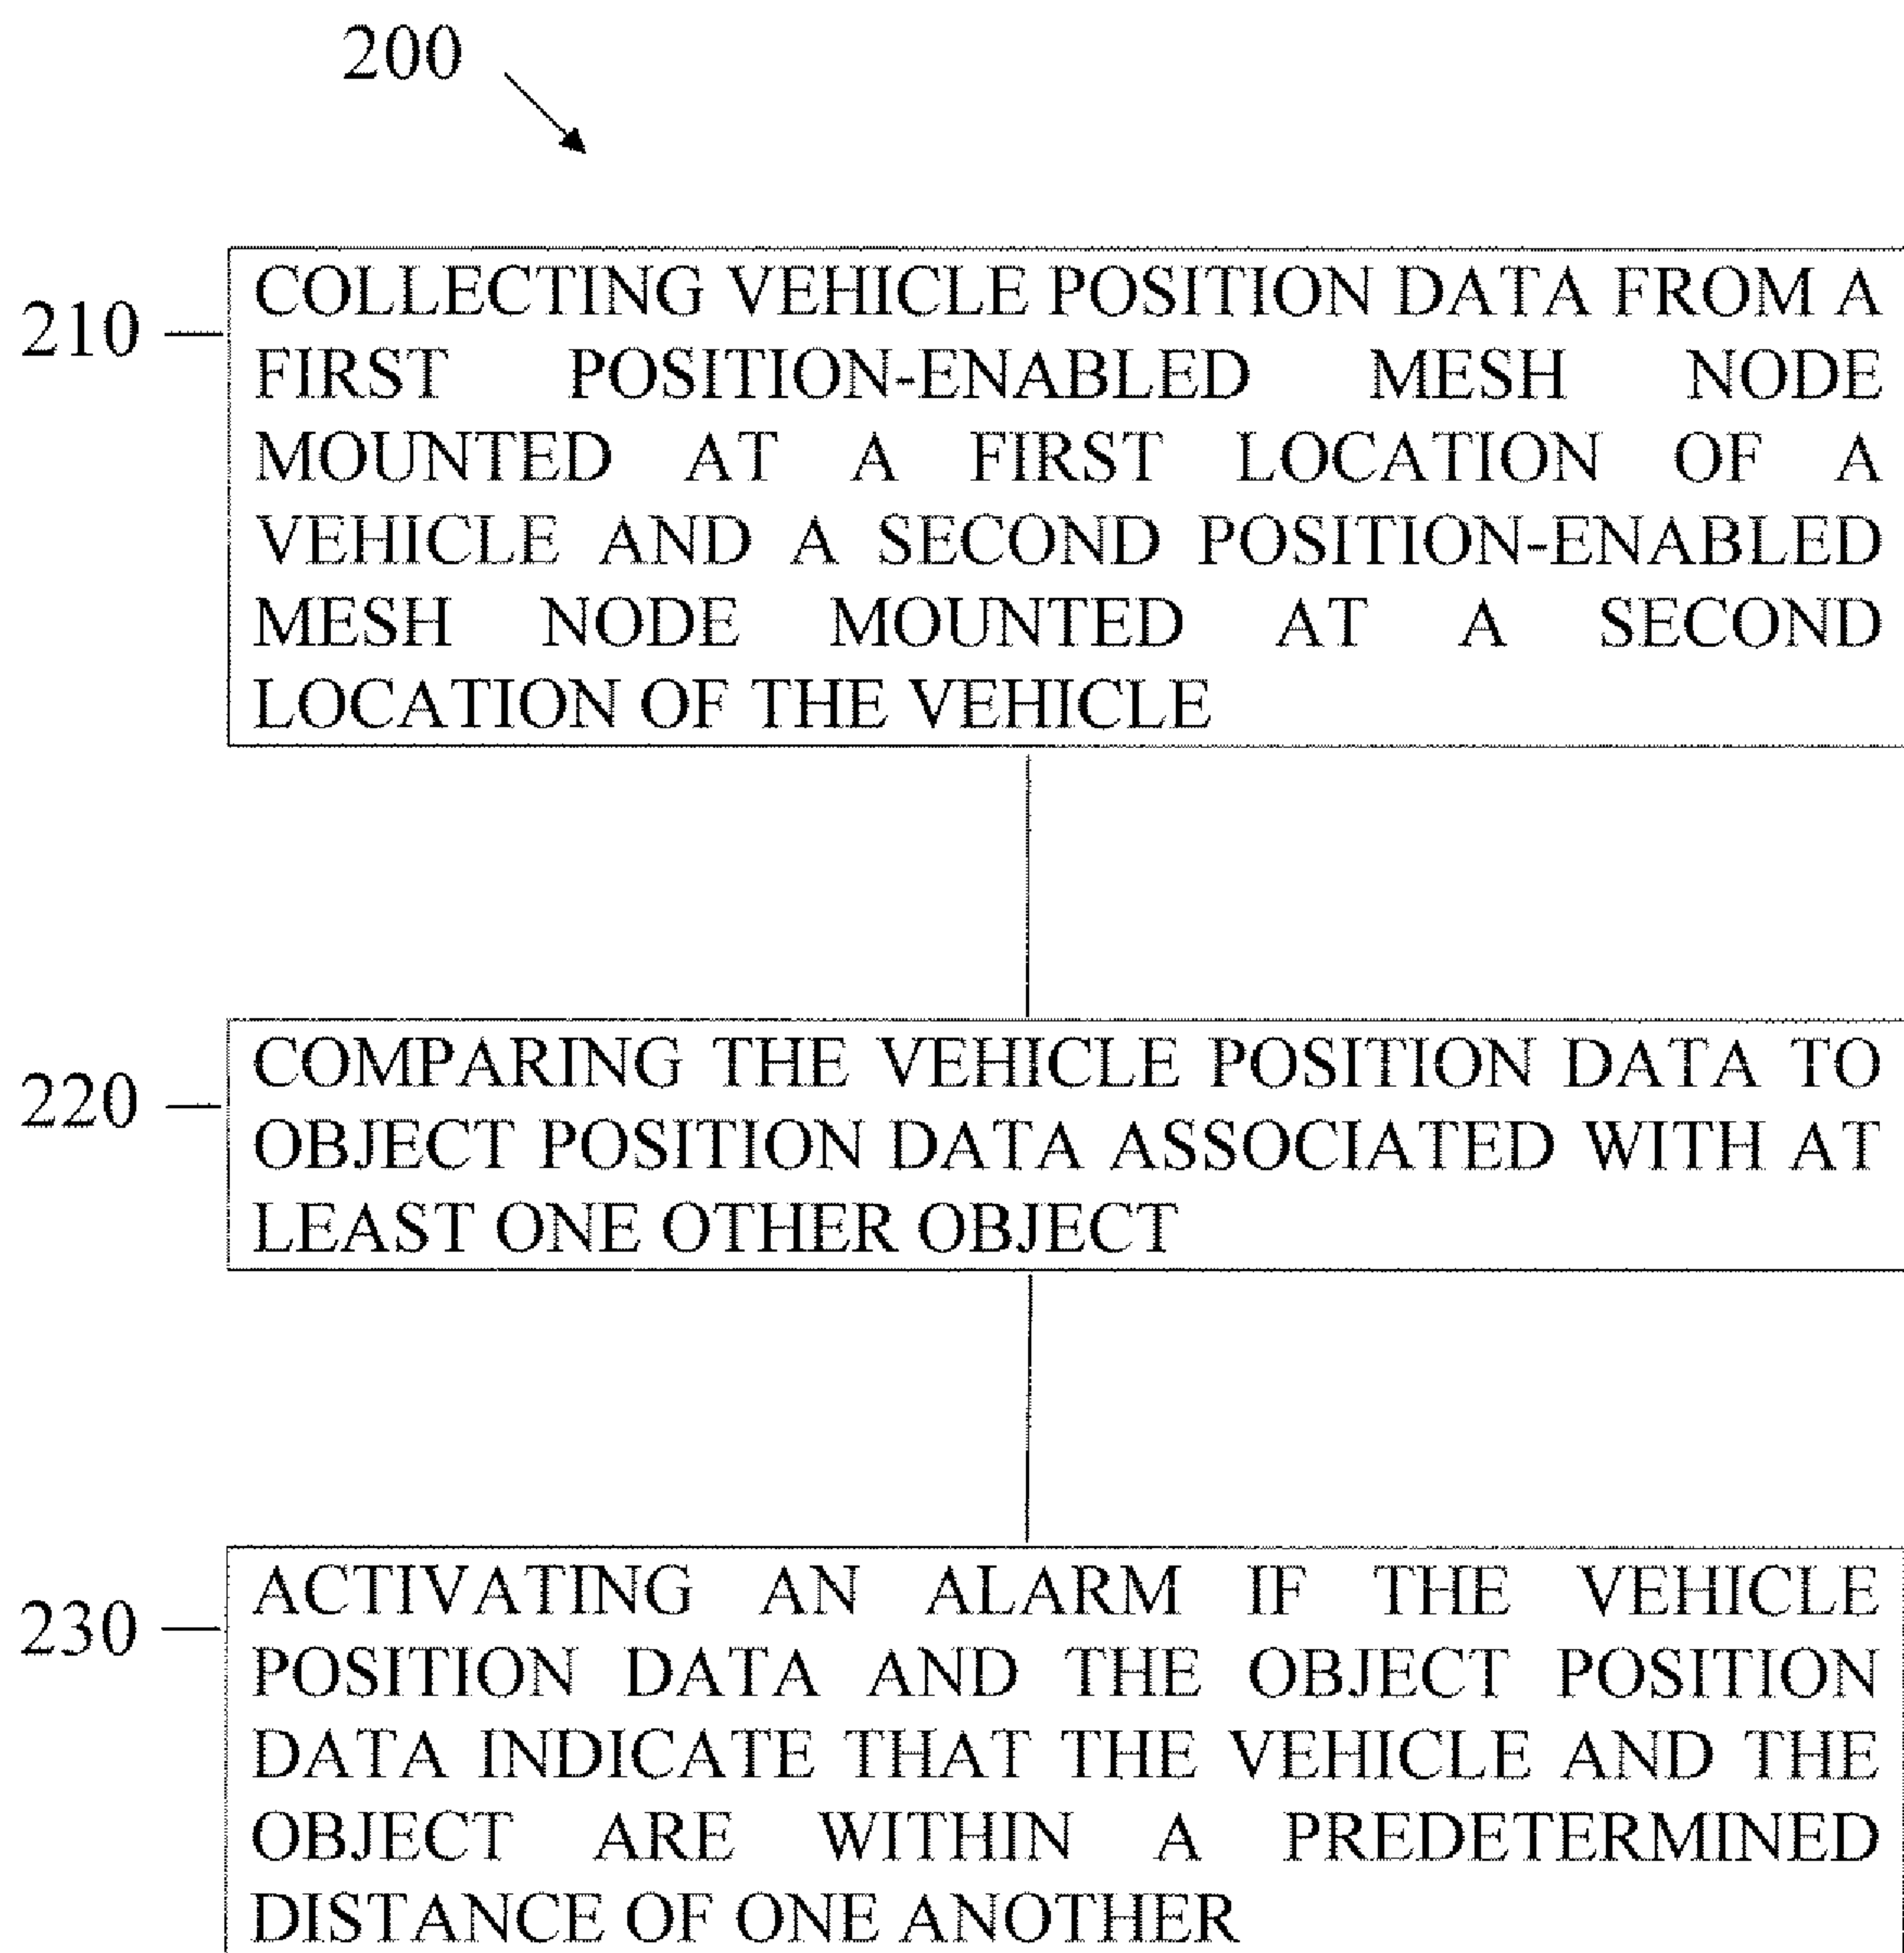 200
210
COLLECTING VEHICLE POSITION DATA FROM A
FIRST POSITION-ENABLED MESH NODE
MOUNTED AT A FIRST LOCATION OF A
VEHICLE AND A SECOND POSITION-ENABLED
MESH NODE MOUNTED AT A SECOND
LOCATION OF THE VEHICLE
220
COMPARING THE VEHICLE POSITION DATA TO
OBJECT POSITION DATA ASSOCIATED WITH AT
LEAST ONE OTHER OBJECT
230
ACTIVATING AN ALARM IF THE VEHICLE
POSITION DATA AND THE OBJECT POSITION
DATA INDICATE THAT THE VEHICLE AND THE
OBJECT ARE WITHIN A PREDETERMINED
DISTANCE OF ONE ANOTHER